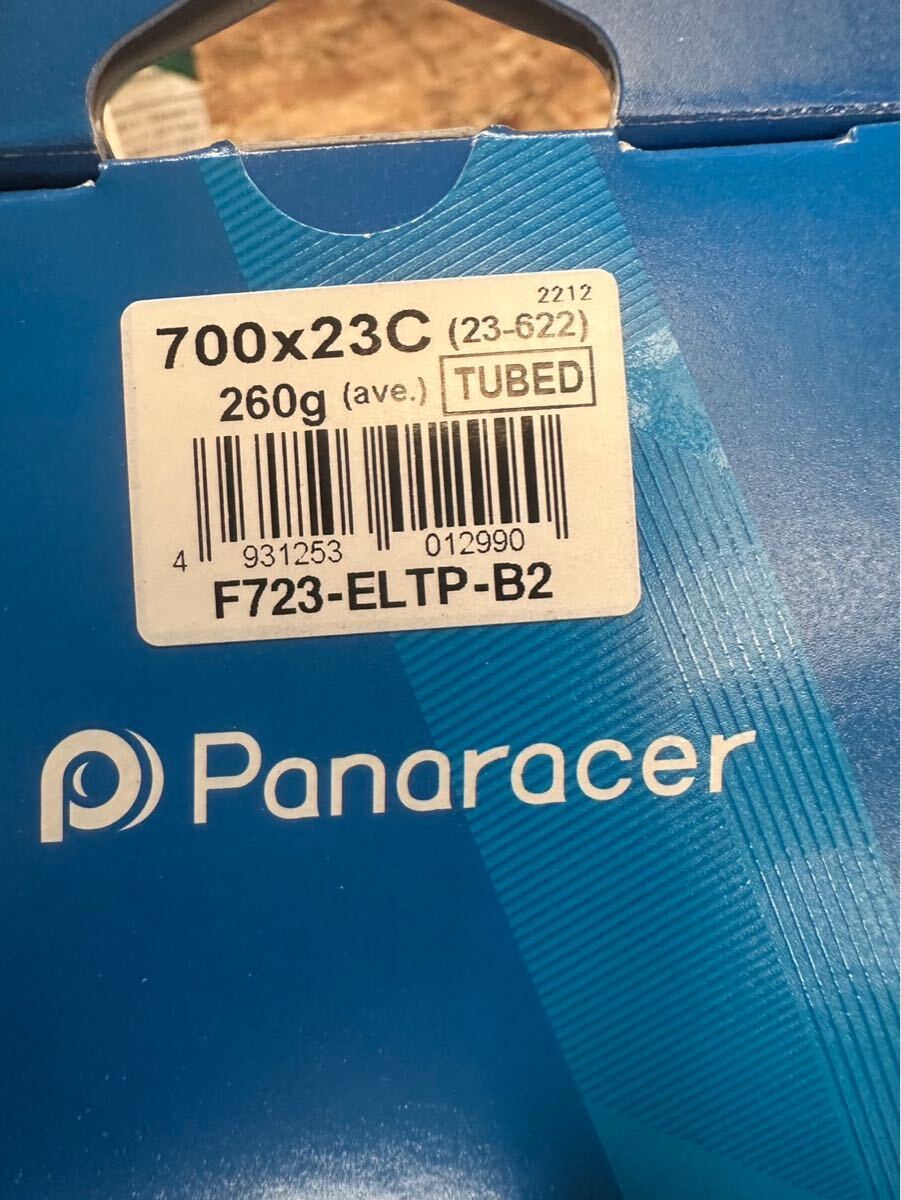 2212
700x23C (23-622)
260g (ave.) TUBED
4 931253 012990
F723-ELTP-B2
Panaracer